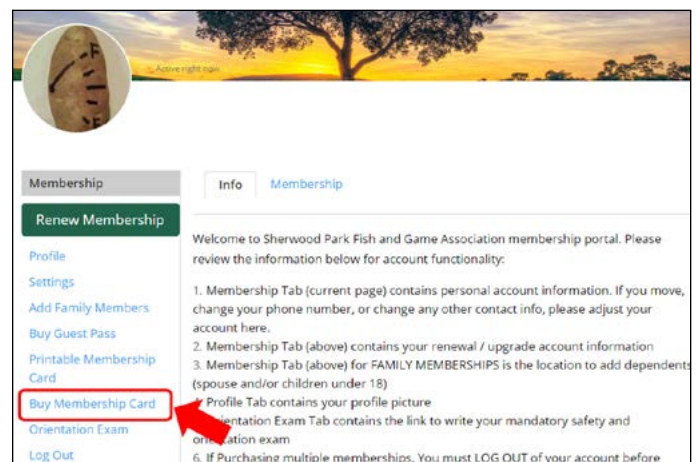 F
F
Active right now
Membership
Info
Membership
Renew Membership
Welcome to Sherwood Park Fish and Game Association membership portal. Please
review the information below for account functionality:
Profile
Settings
Add Family Members
Buy Guest Pass
Printable Membership
Card
Buy Membership Card
Orientation Exam
Log Out
1. Membership Tab (current page) contains personal account information. If you move,
change your phone number, or change any other contact info, please adjust your
account here.
2. Membership Tab (above) contains your renewal / upgrade account information
3. Membership Tab (above) for FAMILY MEMBERSHIPS is the location to add dependents
(spouse and/or children under 18)
Profile Tab contains your profile picture
Exam Tab contains the link to write your mandatory safety and
exam
6. If Purchasing multiple memberships. You must LOG OUT of your account before